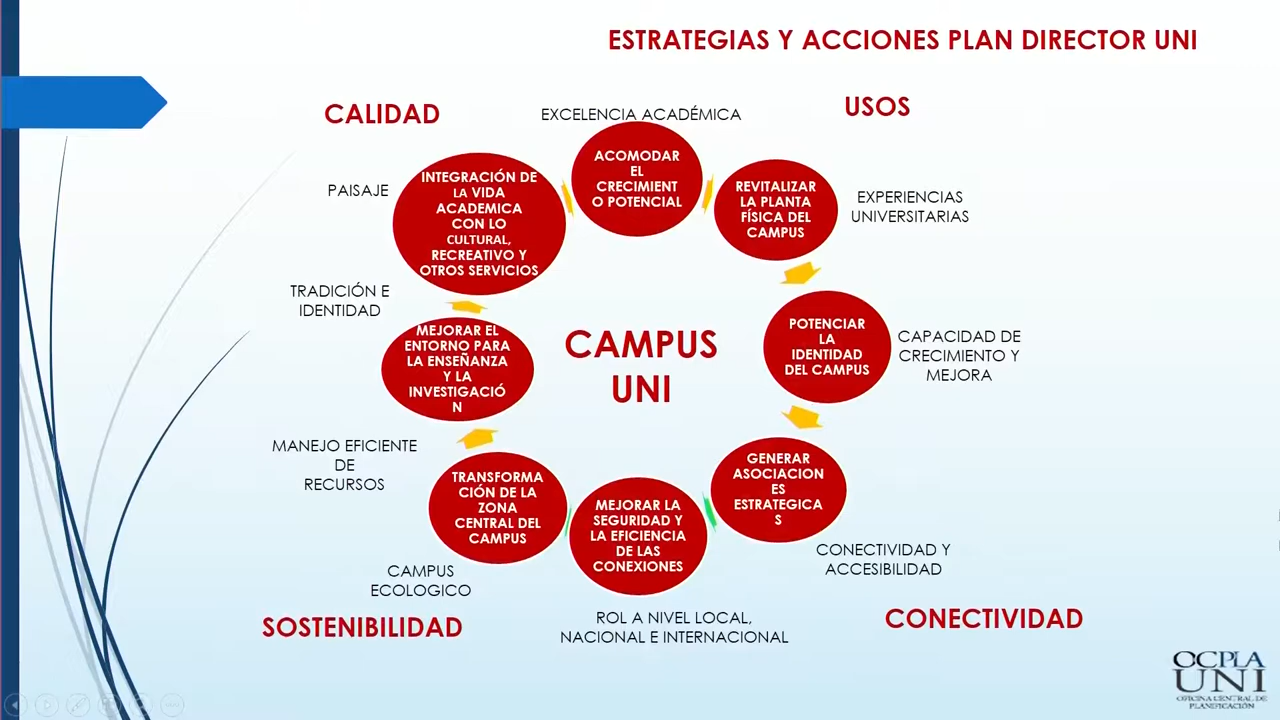 ESTRATEGIAS Y ACCIONES PLAN DIRECTOR UNI
CALIDAD
EXCELENCIA ACADÉMICA
USOS
ACOMODAR
EL
CRECIMIENT
O POTENCIAL
PAISAJE
INTEGRACIÓN DE
LA VIDA
ACADEMICA
CON LO
CULTURAL,
RECREATIVO Y
OTROS SERVICIOS
REVITALIZAR
LA PLANTA
FÍSICA DEL
CAMPUS
EXPERIENCIAS
UNIVERSITARIAS
TRADICIÓN E
IDENTIDAD
MEJORAR EL
ENTORNO PARA
LA ENSEÑANZA
Y LA
INVESTIGACIÓ
N
CAMPUS
UNI
POTENCIAR
LA
IDENTIDAD
DEL CAMPUS
CAPACIDAD DE
CRECIMIENTO Y
MEJORA
MANEJO EFICIENTE
DE
RECURSOS
TRANSFORMA
CIÓN DE LA
ZONA
CENTRAL DEL
CAMPUS
MEJORAR LA
SEGURIDAD Y
LA EFICIENCIA
DE LAS
CONEXIONES
GENERAR
ASOCIACION
ES
ESTRATEGICA
S
CONECTIVIDAD Y
ACCESIBILIDAD
CAMPUS
ECOLOGICO
SOSTENIBILIDAD
ROL A NIVEL LOCAL,
NACIONAL E INTERNACIONAL
CONECTIVIDAD
OCPLA
UNI
OFICINA CENTRAL DE
PLANIFICACIÓN